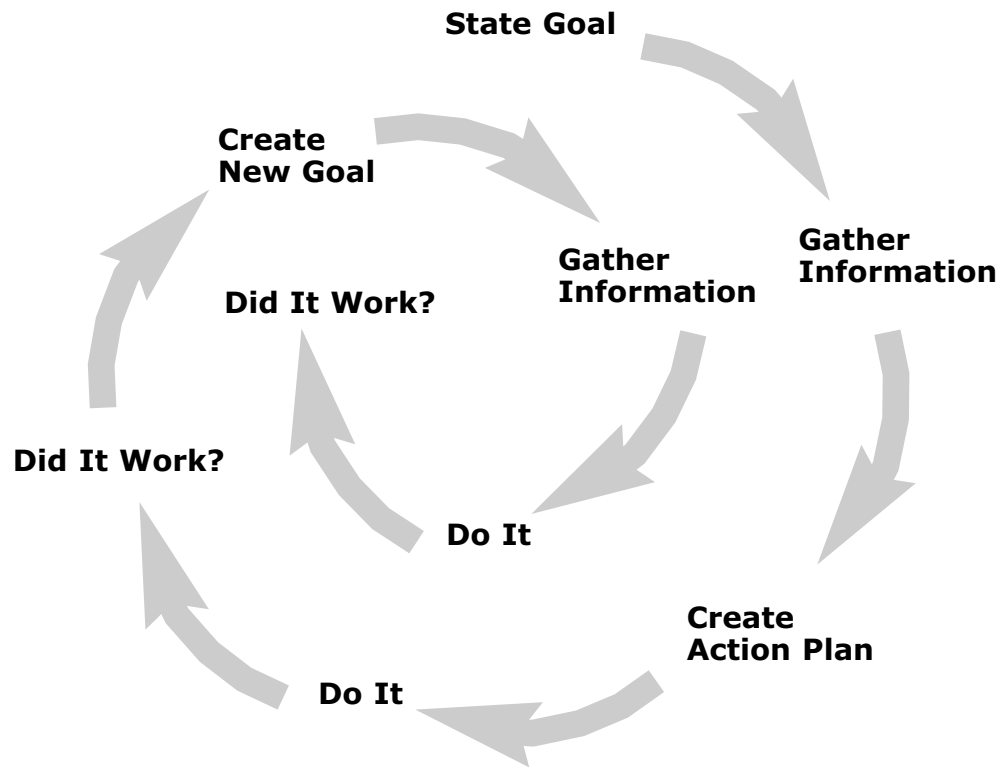 State Goal
Gather
Information
Create
Action Plan
Do It
Did It Work?
Create
New Goal
Gather
Information
Do It
Did It Work?